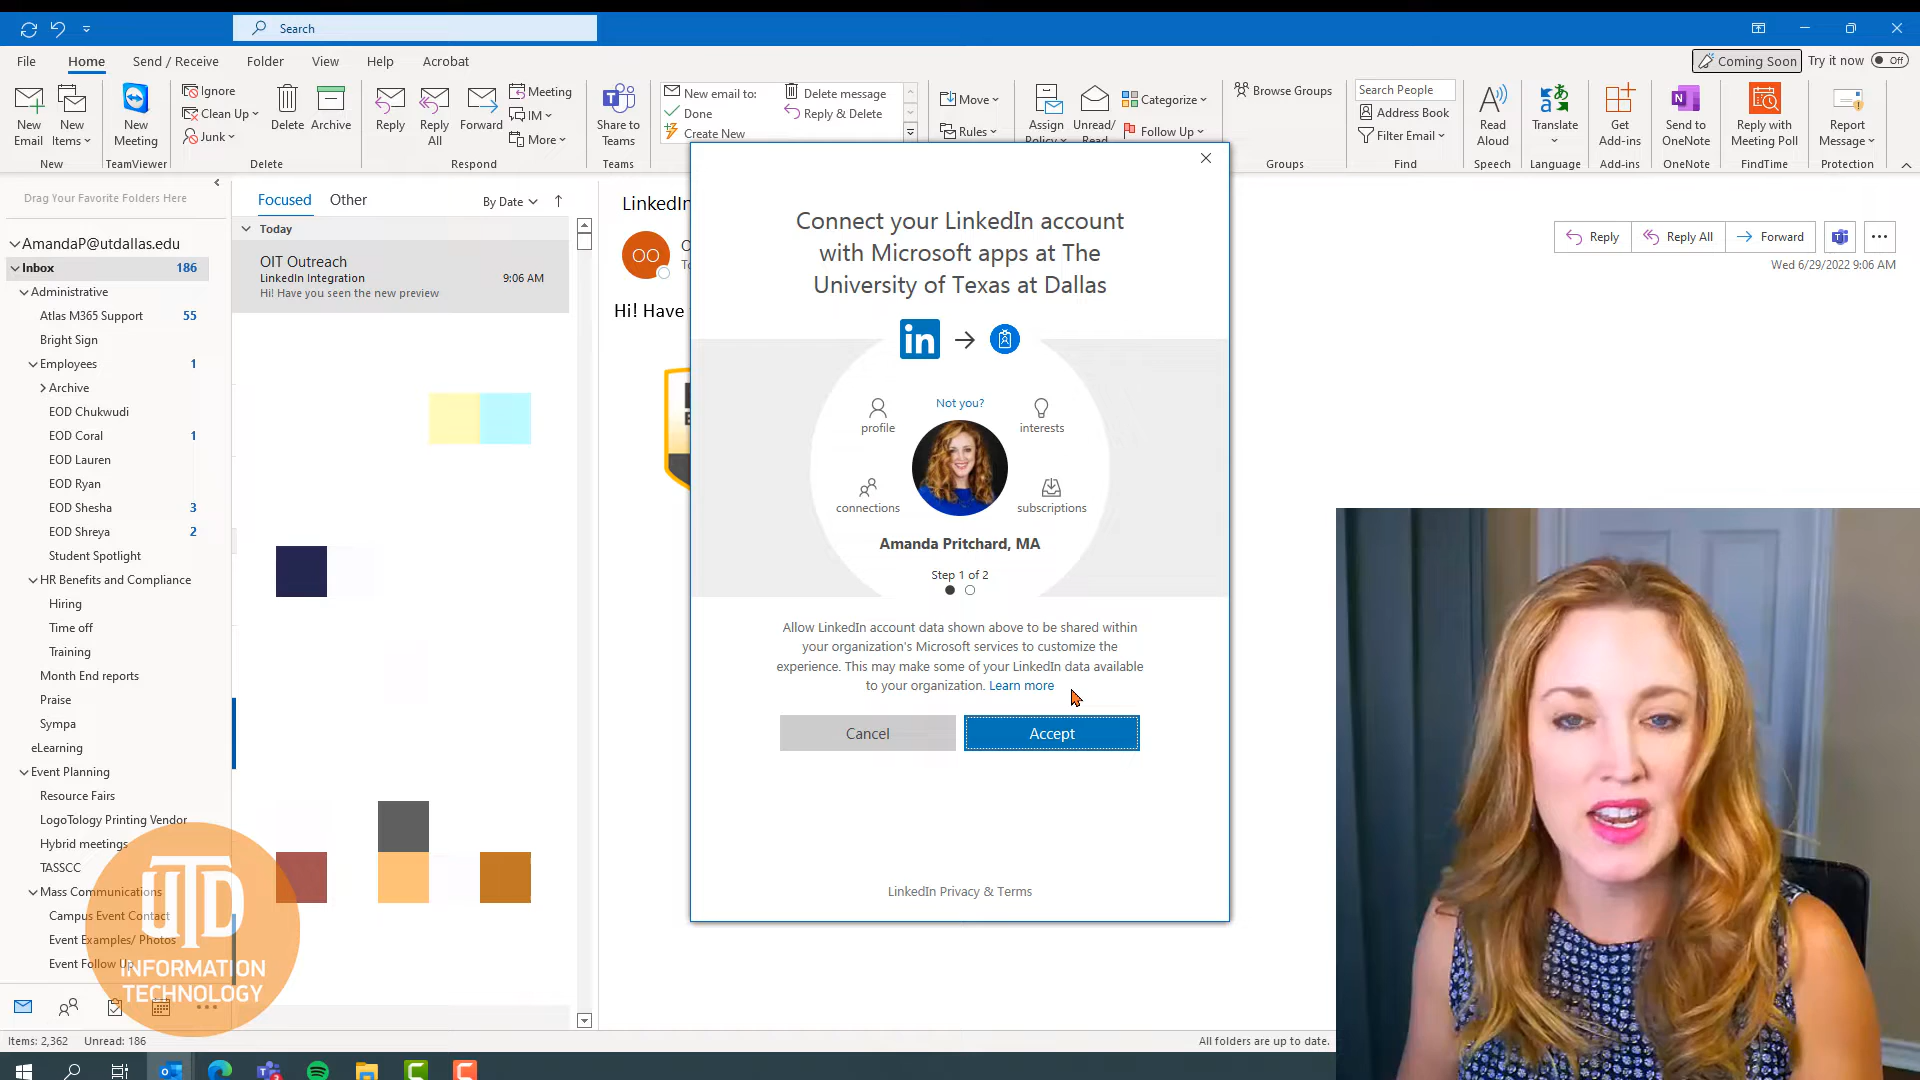 Search
File
Home
Send / Receive
Folder
View
Help
Acrobat
Coming Soon
Try it now
Off
New
Email
New
Items
New
New
Meeting
TeamViewer
Ignore
Clean Up
Junk
Delete
Archive
Delete
Reply
Reply
All
Forward
Meeting
IM
More
Respond
Share to
Teams
Teams
New email to:
Done
Create New
Delete message
Reply & Delete
Move
Rules
Assign
Policy
Unread/
Read
Categorize
Follow Up
Browse Groups
Groups
Search People
Address Book
Filter Email
Find
Read
Aloud
Speech
Translate
Language
Get
Add-ins
Add-ins
Send to
OneNote
OneNote
Reply with
Meeting Poll
FindTime
Report
Message
Protection
Drag Your Favorite Folders Here
AmandaP@utdallas.edu
Inbox 186
Administrative
Atlas M365 Support 55
Bright Sign
Employees 1
Archive
EOD Chukwudi
EOD Coral 1
EOD Lauren
EOD Ryan
EOD Shesha 3
EOD Shreya 2
Student Spotlight
HR Benefits and Compliance
Hiring
Time off
Training
Month End reports
Praise
Sympa
eLearning
Event Planning
Resource Fairs
LogoTology Printing Vendor
Hybrid meetings
TASSCC
Mass Communications
Campus Event Contact
Event Examples/ Photos
Event Follow Up
UTD
INFORMATION
TECHNOLOGY
Items: 2,362 Unread: 186
Focused
Other
By Date
Today
OIT Outreach
LinkedIn Integration 9:06 AM
Hi! Have you seen the new preview
LinkedIn
OO
Hi! Have
Reply
Reply All
Forward
Wed 6/29/2022 9:06 AM
Connect your LinkedIn account
with Microsoft apps at The
University of Texas at Dallas
in
profile
Not you?
interests
connections
subscriptions
Amanda Pritchard, MA
Step 1 of 2
Allow LinkedIn account data shown above to be shared within
your organization's Microsoft services to customize the
experience. This may make some of your LinkedIn data available
to your organization. Learn more
Cancel
Accept
LinkedIn Privacy & Terms
All folders are up to date.